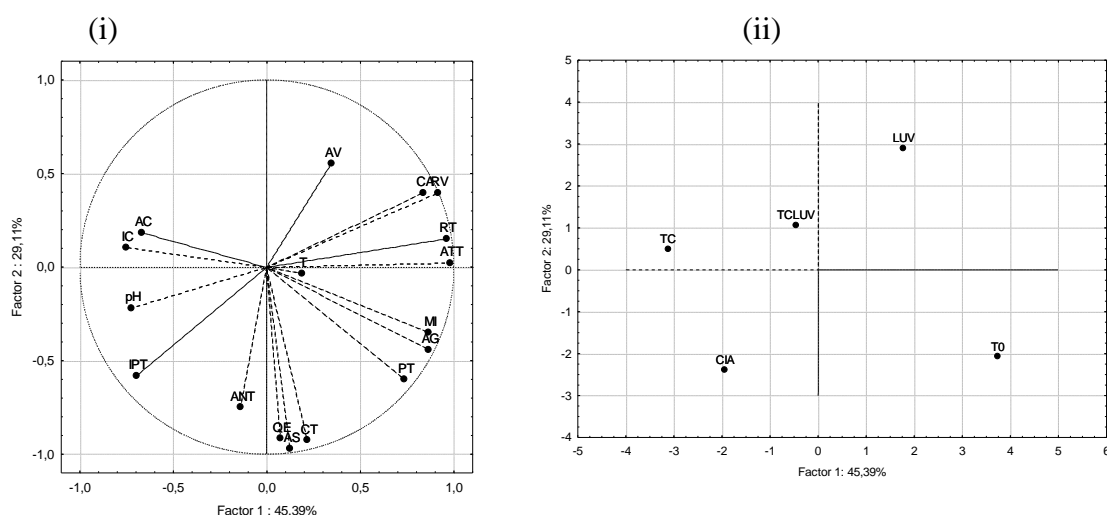 (i)
(ii)
1,0
0,5
0,0
-0,5
-1,0
Factor 2 : 29,11%
AV
CA
RV
AC
IC
RT
ATT
T
pH
MI
AG
IPT
PT
ANT
QE
AS
CT
-1,0 -0,5 0,0 0,5 1,0
Factor 1 : 45,39%
5
4
3
2
1
0
-1
-2
-3
-4
Factor 2: 29,11%
LUV
TCLUV
TC
CIA
T0
-5 -4 -3 -2 -1 0 1 2 3 4 5 6
Factor 1: 45,39%